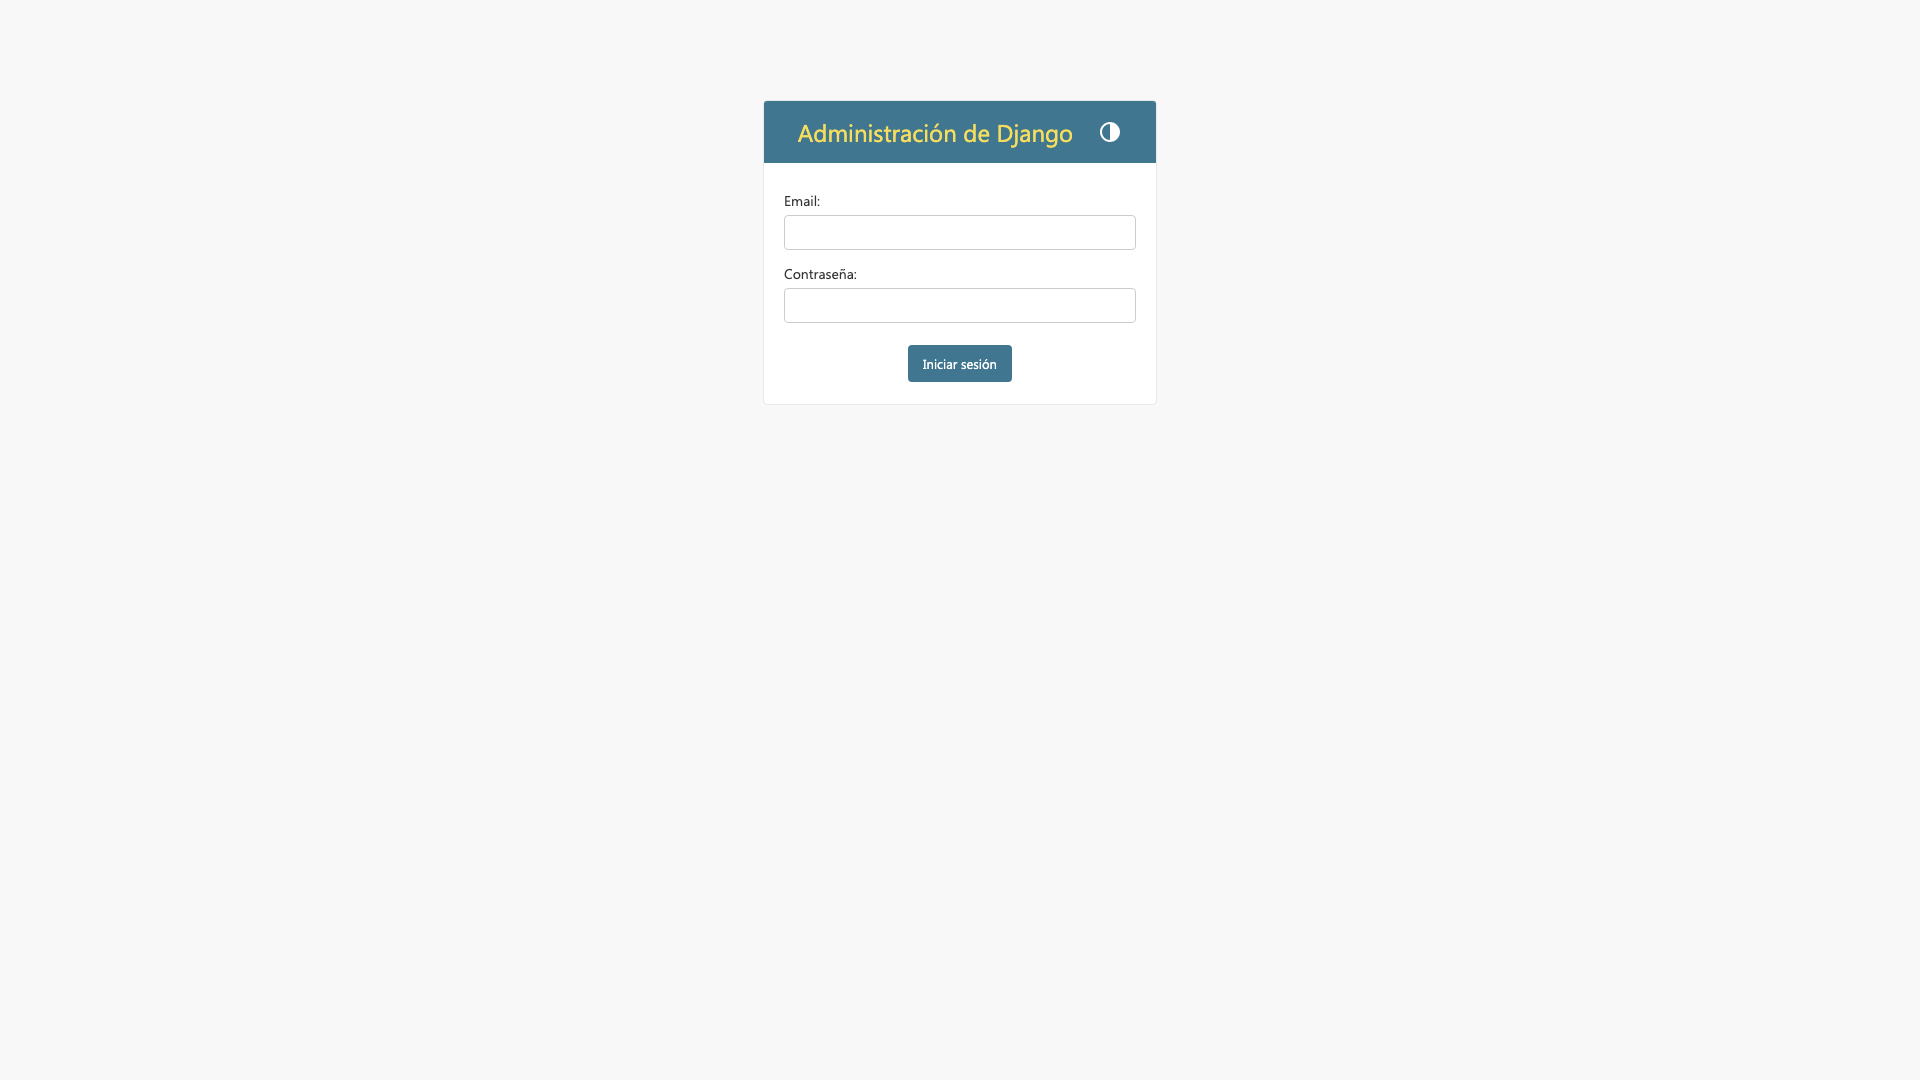 Administración de Django
Email:
Contraseña:
Iniciar sesión